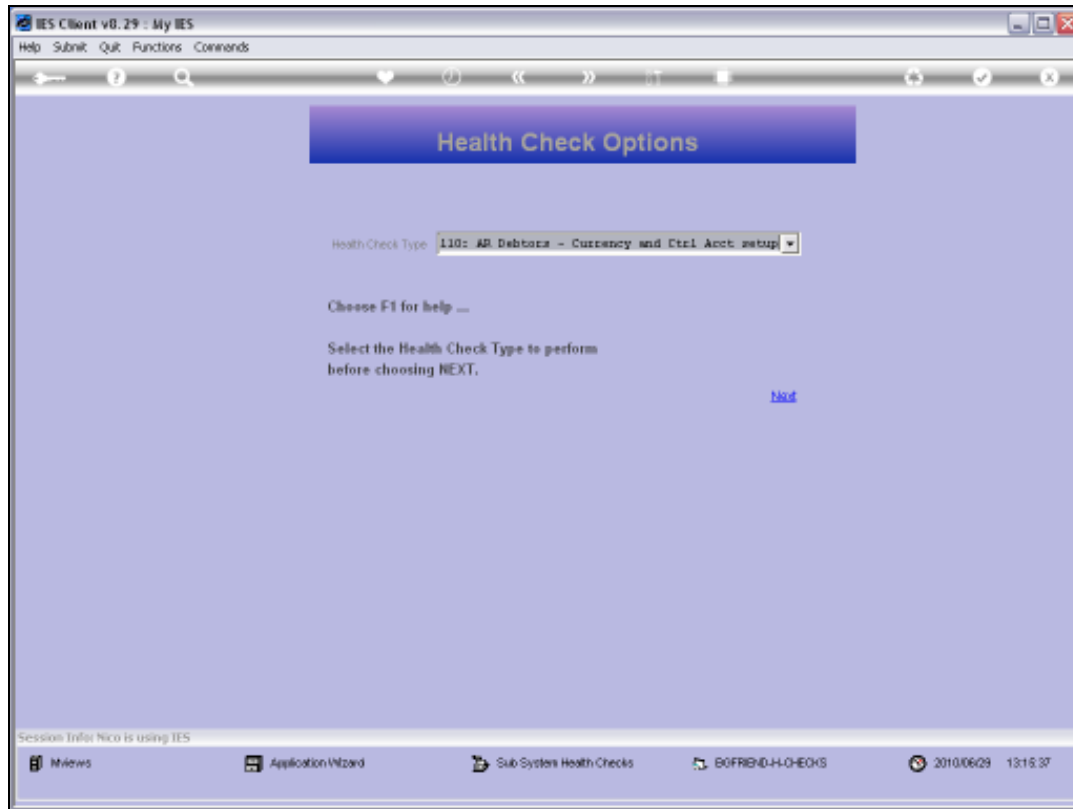 IES Client v8.29 : My IES
Help Submit Quit Functions Commands
Health Check Options
Health Check Type 110: AR Debtors - Currency and Ctrl Acct setup
Choose F1 for help ...
Select the Health Check Type to perform
before choosing NEXT.
Next
Session Info: Nico is using IES
Mviews Application Wizard Sub System Health Checks BGFRIEND-H-CHECKS 2010/06/29 13:16:37